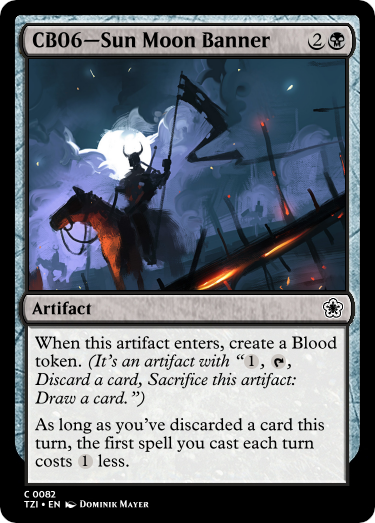 CB06—Sun Moon Banner 2
Artifact
When this artifact enters, create a Blood
token. (It's an artifact with “1, ,
Discard a card, Sacrifice this artifact:
Draw a card.”)
As long as you've discarded a card this
turn, the first spell you cast each turn
costs 1 less.
C 0082
TZI • EN Dominik Mayer